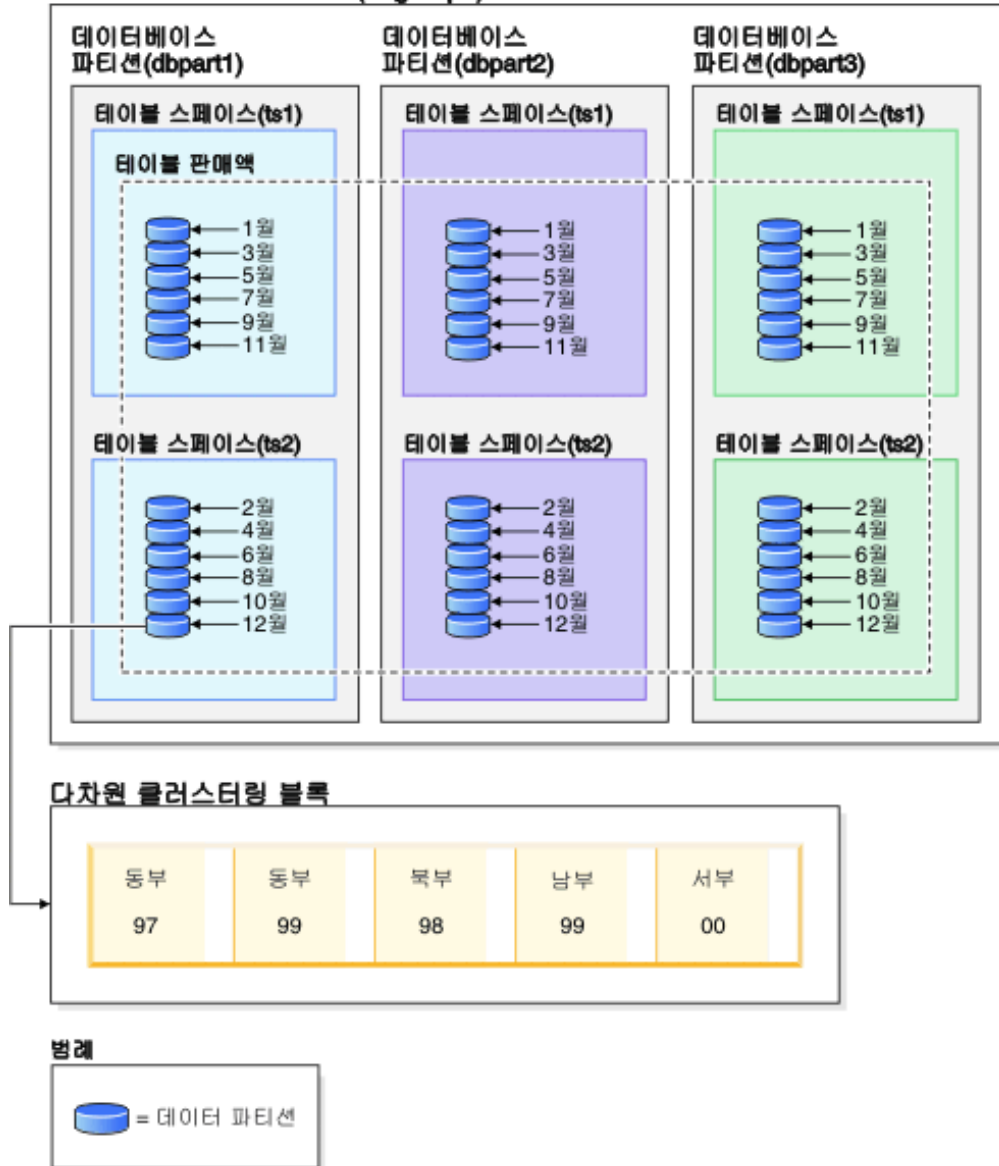 데이터베이스
파티션(dbpart1)
데이터베이스
파티션(dbpart2)
데이터베이스
파티션(dbpart3)
테이블 스페이스(ts1)
테이블 스페이스(ts1)
테이블 스페이스(ts1)
테이블 판매액
1월
3월
5월
7월
9월
11월
1월
3월
5월
7월
9월
11월
1월
3월
5월
7월
9월
11월
테이블 스페이스(ts2)
테이블 스페이스(ts2)
테이블 스페이스(ts2)
2월
4월
6월
8월
10월
12월
2월
4월
6월
8월
10월
12월
2월
4월
6월
8월
10월
12월
다차원 클러스터링 블록
동부
97
동부
99
북부
98
남부
99
서부
00
범례
= 데이터 파티션